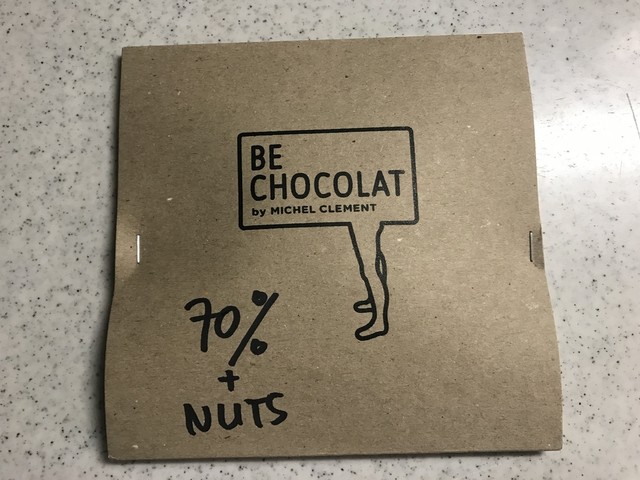 BE
CHOCOLAT
by MICHEL CLEMENT
70%
+
NUTS